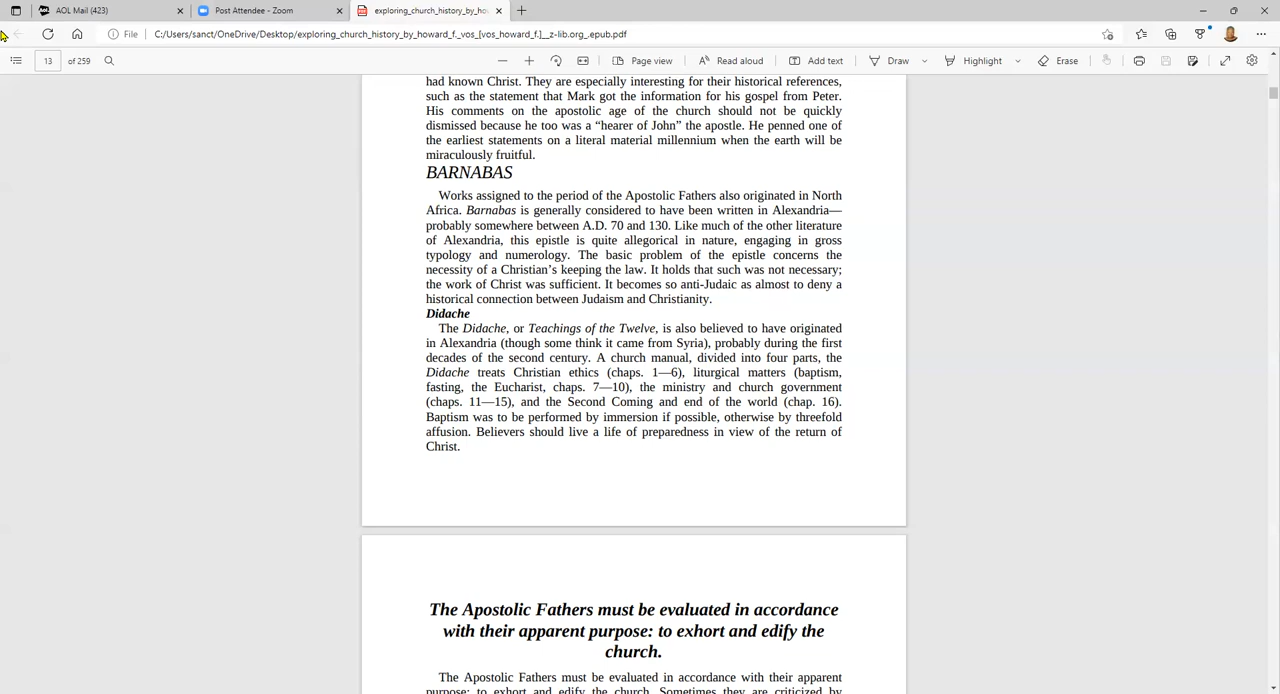 AOL Mail (423)
Post Attendee - Zoom
exploring_church_history_by_ho
File
C:/Users/sanct/OneDrive/Desktop/exploring_church_history_by_howard_f._vos_[vos_howard_f.]__z-lib.org_.epub.pdf
13 of 259
Page view
Read aloud
Add text
Draw
Highlight
Erase
had known Christ. They are especially interesting for their historical references,
such as the statement that Mark got the information for his gospel from Peter.
His comments on the apostolic age of the church should not be quickly
dismissed because he too was a “hearer of John” the apostle. He penned one of
the earliest statements on a literal material millennium when the earth will be
miraculously fruitful.
BARNABAS
Works assigned to the period of the Apostolic Fathers also originated in North
Africa. Barnabas is generally considered to have been written in Alexandria—
probably somewhere between A.D. 70 and 130. Like much of the other literature
of Alexandria, this epistle is quite allegorical in nature, engaging in gross
typology and numerology. The basic problem of the epistle concerns the
necessity of a Christian’s keeping the law. It holds that such was not necessary;
the work of Christ was sufficient. It becomes so anti-Judaic as almost to deny a
historical connection between Judaism and Christianity.
Didache
The Didache, or Teachings of the Twelve, is also believed to have originated
in Alexandria (though some think it came from Syria), probably during the first
decades of the second century. A church manual, divided into four parts, the
Didache treats Christian ethics (chaps. 1—6), liturgical matters (baptism,
fasting, the Eucharist, chaps. 7—10), the ministry and church government
(chaps. 11—15), and the Second Coming and end of the world (chap. 16).
Baptism was to be performed by immersion if possible, otherwise by threefold
affusion. Believers should live a life of preparedness in view of the return of
Christ.
The Apostolic Fathers must be evaluated in accordance
with their apparent purpose: to exhort and edify the
church.
The Apostolic Fathers must be evaluated in accordance with their apparent
purpose: to exhort and edify the church. Sometimes they are criticized by